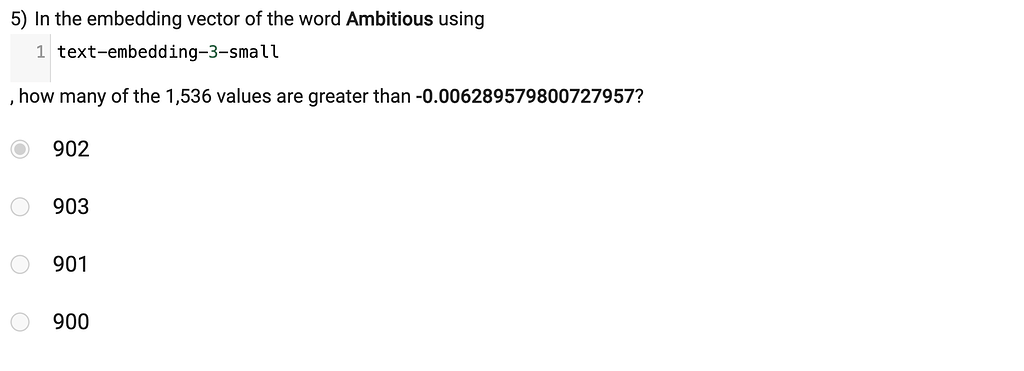 5) In the embedding vector of the word Ambitious using
1 text-embedding-3-small
, how many of the 1,536 values are greater than -0.006289579800727957?
902
903
901
900